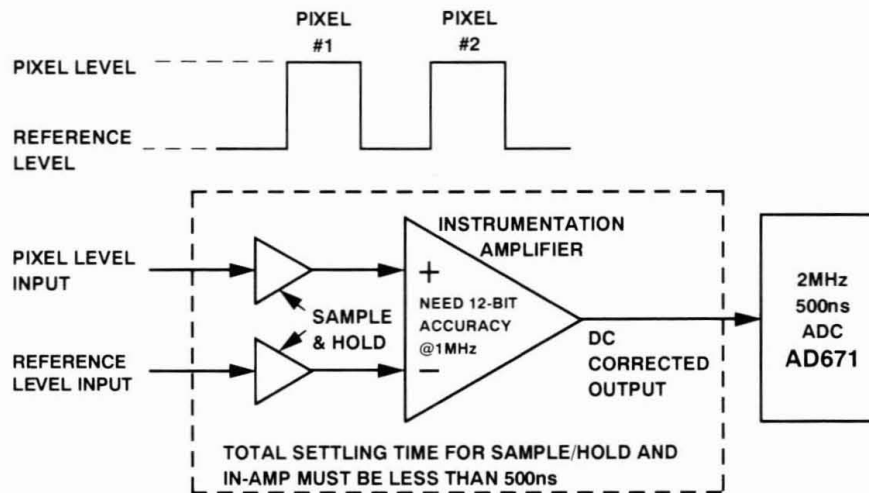 PIXEL
#1
PIXEL
#2
PIXEL LEVEL
REFERENCE
LEVEL
PIXEL LEVEL
INPUT
REFERENCE
LEVEL INPUT
SAMPLE
& HOLD
INSTRUMENTATION
AMPLIFIER
+
NEED 12-BIT
ACCURACY
@1MHz
−
DC
CORRECTED
OUTPUT
2MHz
500ns
ADC
AD671
TOTAL SETTLING TIME FOR SAMPLE/HOLD AND
IN-AMP MUST BE LESS THAN 500ns